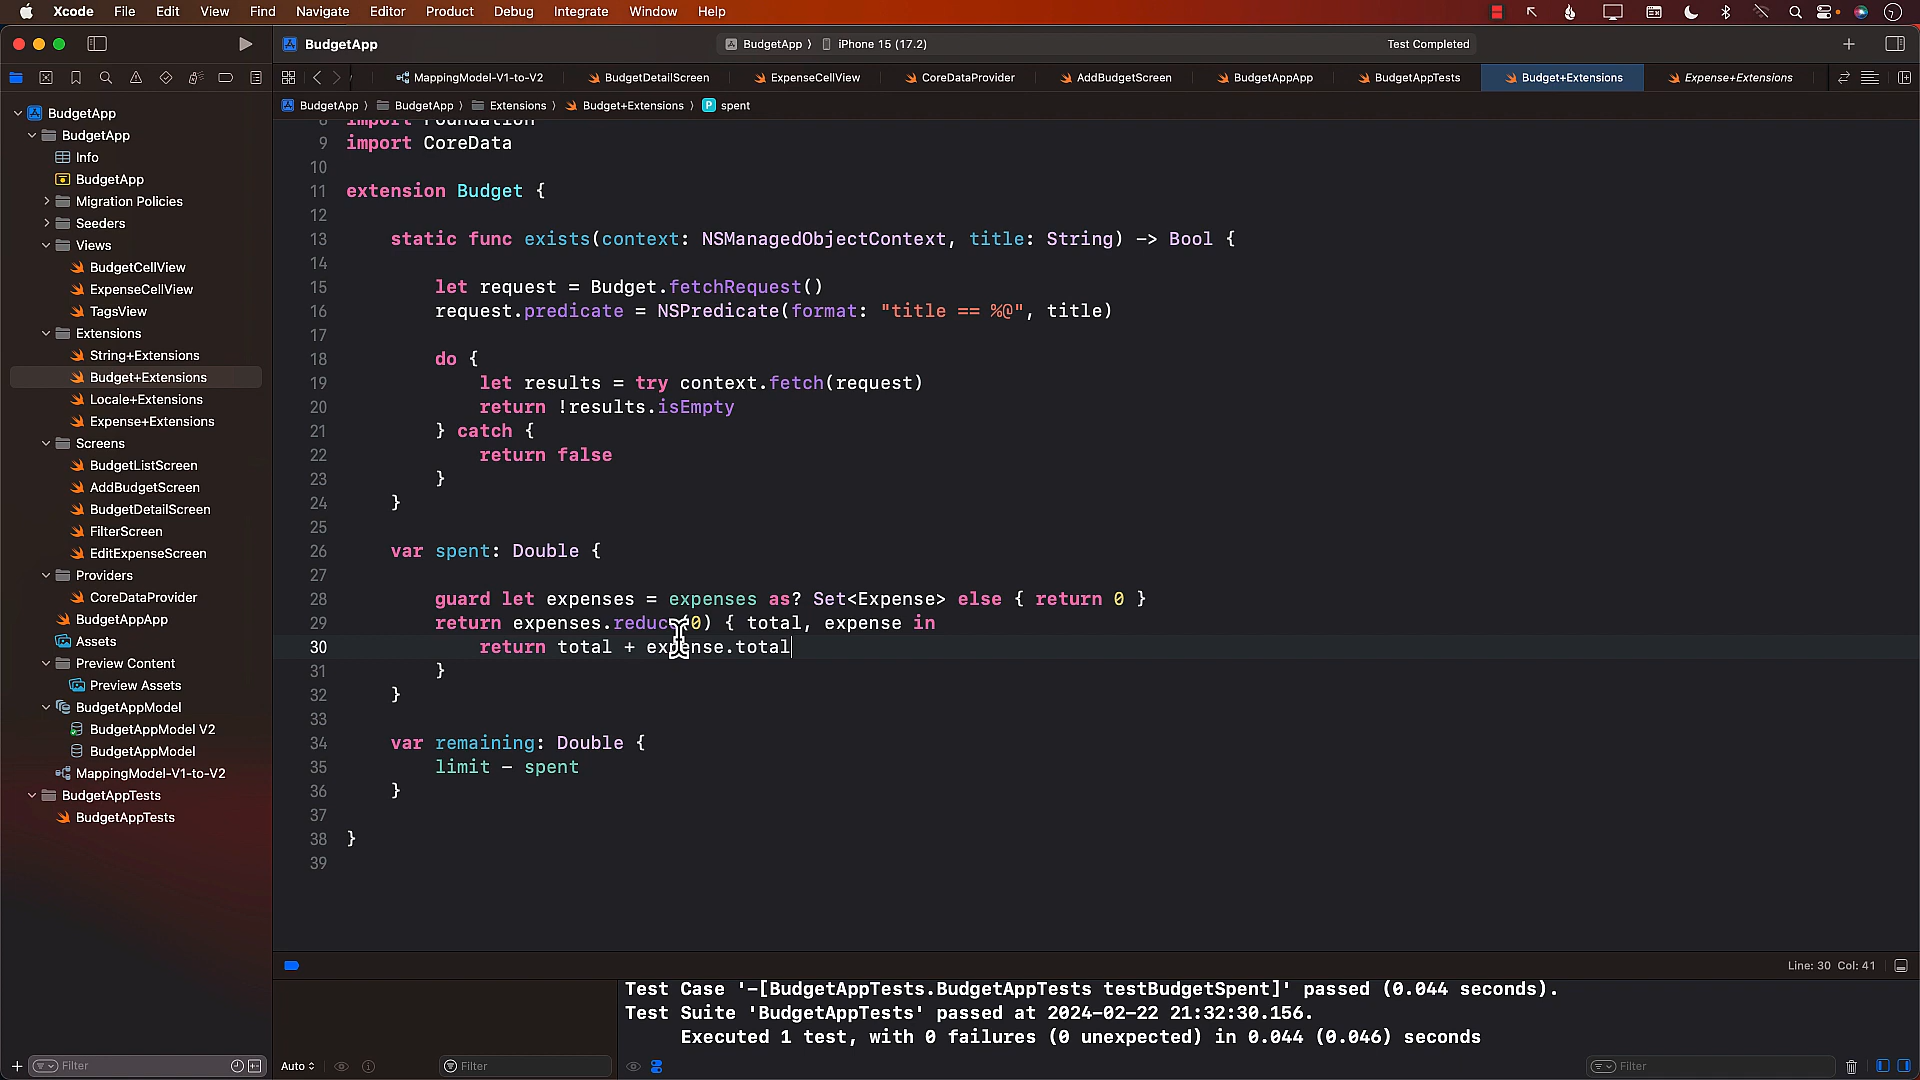 Xcode File Edit View Find Navigate Editor Product Debug Integrate Window Help
BudgetApp
BudgetApp ⟩ iPhone 15 (17.2)
Test Completed
MappingModel-V1-to-V2 BudgetDetailScreen ExpenseCellView CoreDataProvider AddBudgetScreen BudgetAppApp BudgetAppTests Budget+Extensions Expense+Extensions
BudgetApp ⟩ BudgetApp ⟩ Extensions ⟩ Budget+Extensions ⟩ P spent
BudgetApp
BudgetApp
Info
BudgetApp
Migration Policies
Seeders
Views
BudgetCellView
ExpenseCellView
TagsView
Extensions
String+Extensions
Budget+Extensions
Locale+Extensions
Expense+Extensions
Screens
BudgetListScreen
AddBudgetScreen
BudgetDetailScreen
FilterScreen
EditExpenseScreen
Providers
CoreDataProvider
BudgetAppApp
Assets
Preview Content
Preview Assets
BudgetAppModel
BudgetAppModel V2
BudgetAppModel
MappingModel-V1-to-V2
BudgetAppTests
BudgetAppTests
Filter
8 import Foundation
9 import CoreData
10
11 extension Budget {
12
13 static func exists(context: NSManagedObjectContext, title: String) -> Bool {
14
15 let request = Budget.fetchRequest()
16 request.predicate = NSPredicate(format: "title == %@", title)
17
18 do {
19 let results = try context.fetch(request)
20 return !results.isEmpty
21 } catch {
22 return false
23 }
24 }
25
26 var spent: Double {
27
28 guard let expenses = expenses as? Set<Expense> else { return 0 }
29 return expenses.reduce(0) { total, expense in
30 return total + expense.total
31 }
32 }
33
34 var remaining: Double {
35 limit - spent
36 }
37
38 }
39
Line: 30 Col: 41
Test Case '-[BudgetAppTests.BudgetAppTests testBudgetSpent]' passed (0.044 seconds).
Test Suite 'BudgetAppTests' passed at 2024-02-22 21:32:30.156.
Executed 1 test, with 0 failures (0 unexpected) in 0.044 (0.046) seconds
Auto
Filter
Filter